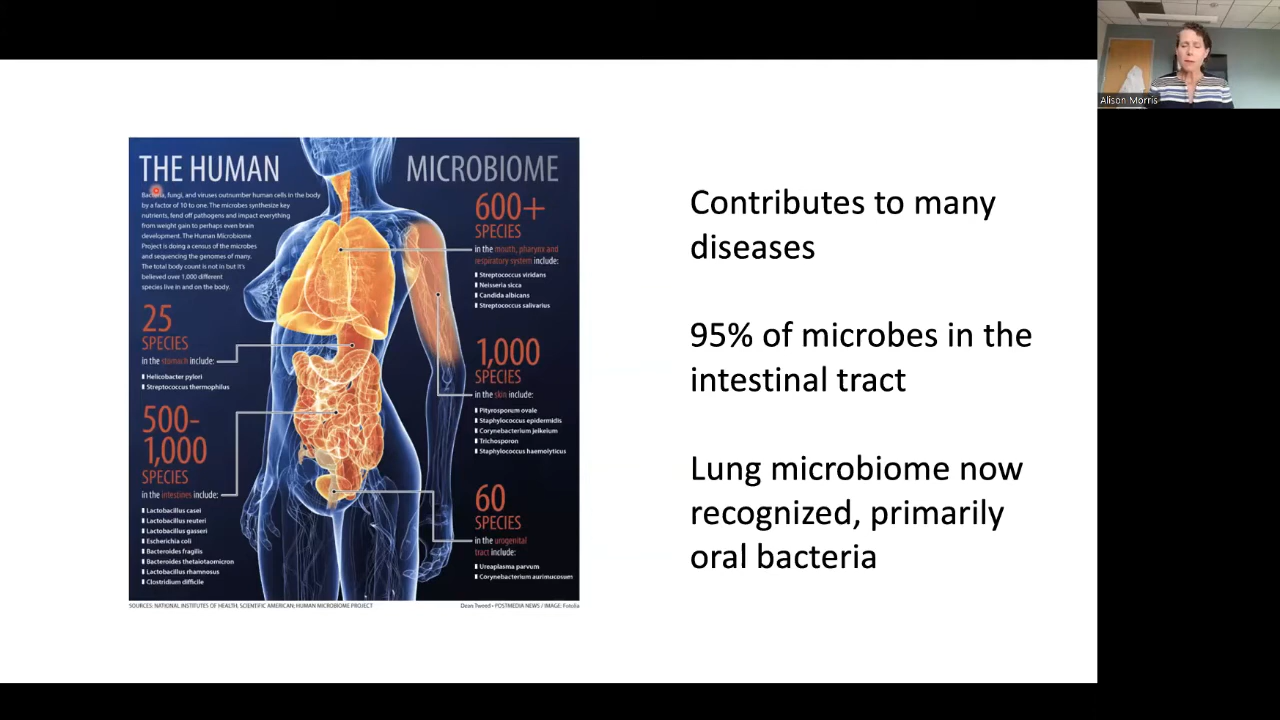 THE HUMAN MICROBIOME
Bacteria, fungi, and viruses outnumber human cells in the body
by a factor of 10 to one. The microbes synthesize key
nutrients, fend off pathogens and impact everything
from weight gain to perhaps even brain
development. The Human Microbiome
Project is doing a census of the microbes
and sequencing the genomes of many.
The total body count is not in but it's
believed over 1,000 different
species live in and on the body.
25
SPECIES
in the stomach include:
Helicobacter pylori
Streptococcus thermophilus
500-
1,000
SPECIES
in the intestines include:
Lactobacillus casei
Lactobacillus reuteri
Lactobacillus gasseri
Escherichia coli
Bacteroides fragilis
Bacteroides thetaiotaomicron
Lactobacillus rhamnosus
Clostridium difficile
600+
SPECIES
in the mouth, pharynx and
respiratory system include:
Streptococcus viridans
Neisseria sicca
Candida albicans
Streptococcus salivarius
1,000
SPECIES
in the skin include:
Pityrosporum ovale
Staphylococcus epidermidis
Corynebacterium jeikeium
Trichosporon
Staphylococcus haemolyticus
60
SPECIES
in the urogenital
tract include:
Ureaplasma parvum
Corynebacterium aurimucosum
SOURCES: NATIONAL INSTITUTES OF HEALTH; SCIENTIFIC AMERICAN; HUMAN MICROBIOME PROJECT
Dean Tweed • POSTMEDIA NEWS / IMAGE: Fotolia
Contributes to many
diseases
95% of microbes in the
intestinal tract
Lung microbiome now
recognized, primarily
oral bacteria
Alison Morris